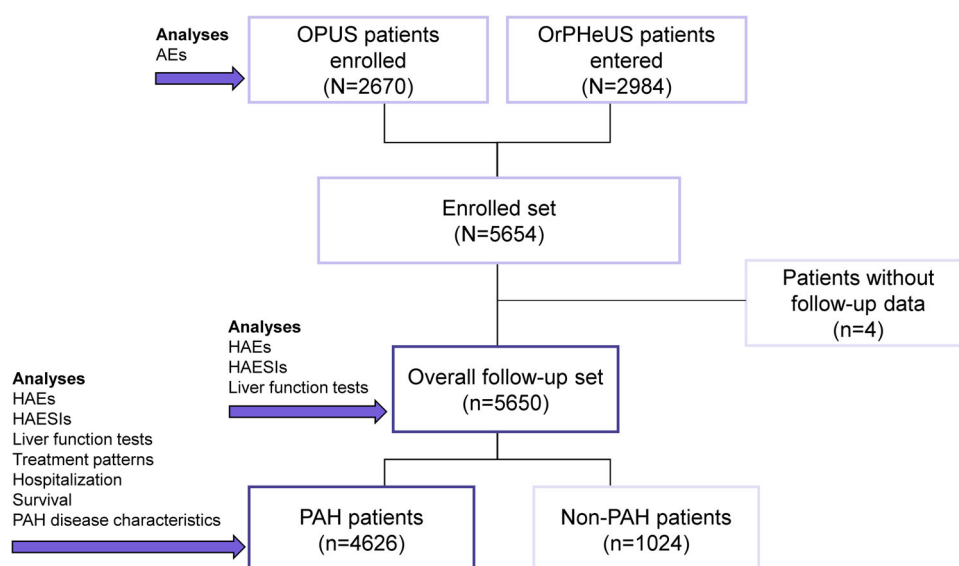 Analyses
AEs
OPUS patients
enrolled
(N=2670)
OrPHeUS patients
entered
(N=2984)
Enrolled set
(N=5654)
Patients without
follow-up data
(n=4)
Analyses
HAEs
HAESIs
Liver function tests
Overall follow-up set
(n=5650)
Analyses
HAEs
HAESIs
Liver function tests
Treatment patterns
Hospitalization
Survival
PAH disease characteristics
PAH patients
(n=4626)
Non-PAH patients
(n=1024)